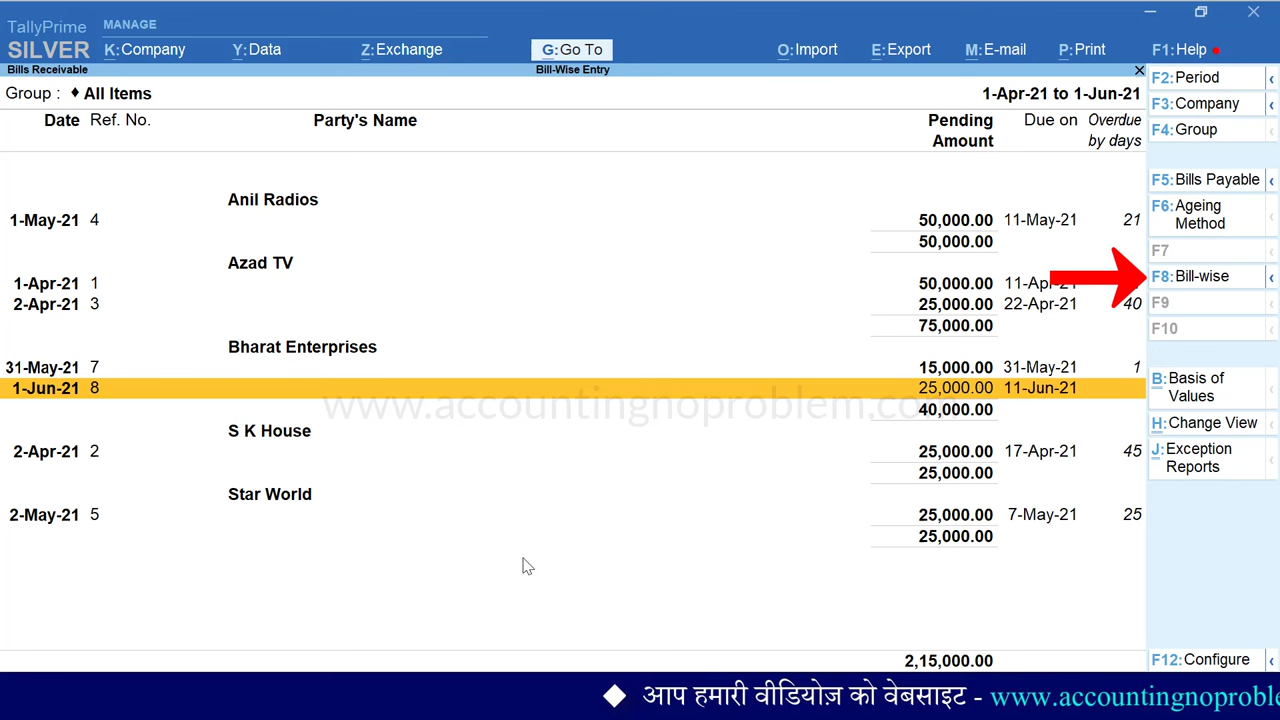 TallyPrime MANAGE
SILVER K:Company Y:Data Z:Exchange G:Go To O:Import E:Export M:E-mail P:Print F1:Help
Bills Receivable Bill-Wise Entry
Group : ♦ All Items 1-Apr-21 to 1-Jun-21
Date Ref. No. Party's Name Pending Amount Due on Overdue by days
Anil Radios
1-May-21 4 50,000.00 11-May-21 21
50,000.00
Azad TV
1-Apr-21 1 50,000.00 11-Apr-21
2-Apr-21 3 25,000.00 22-Apr-21 40
75,000.00
Bharat Enterprises
31-May-21 7 15,000.00 31-May-21 1
1-Jun-21 8 25,000.00 11-Jun-21
www.accountingnoproblem.com
40,000.00
S K House
2-Apr-21 2 25,000.00 17-Apr-21 45
25,000.00
Star World
2-May-21 5 25,000.00 7-May-21 25
25,000.00
2,15,000.00
F2:Period
F3:Company
F4:Group
F5:Bills Payable
F6:Ageing
Method
F7
F8:Bill-wise
F9
F10
B:Basis of
Values
H:Change View
J:Exception
Reports
F12:Configure
◆ आप हमारी वीडियोज़ को वेबसाइट - www.accountingnoproble